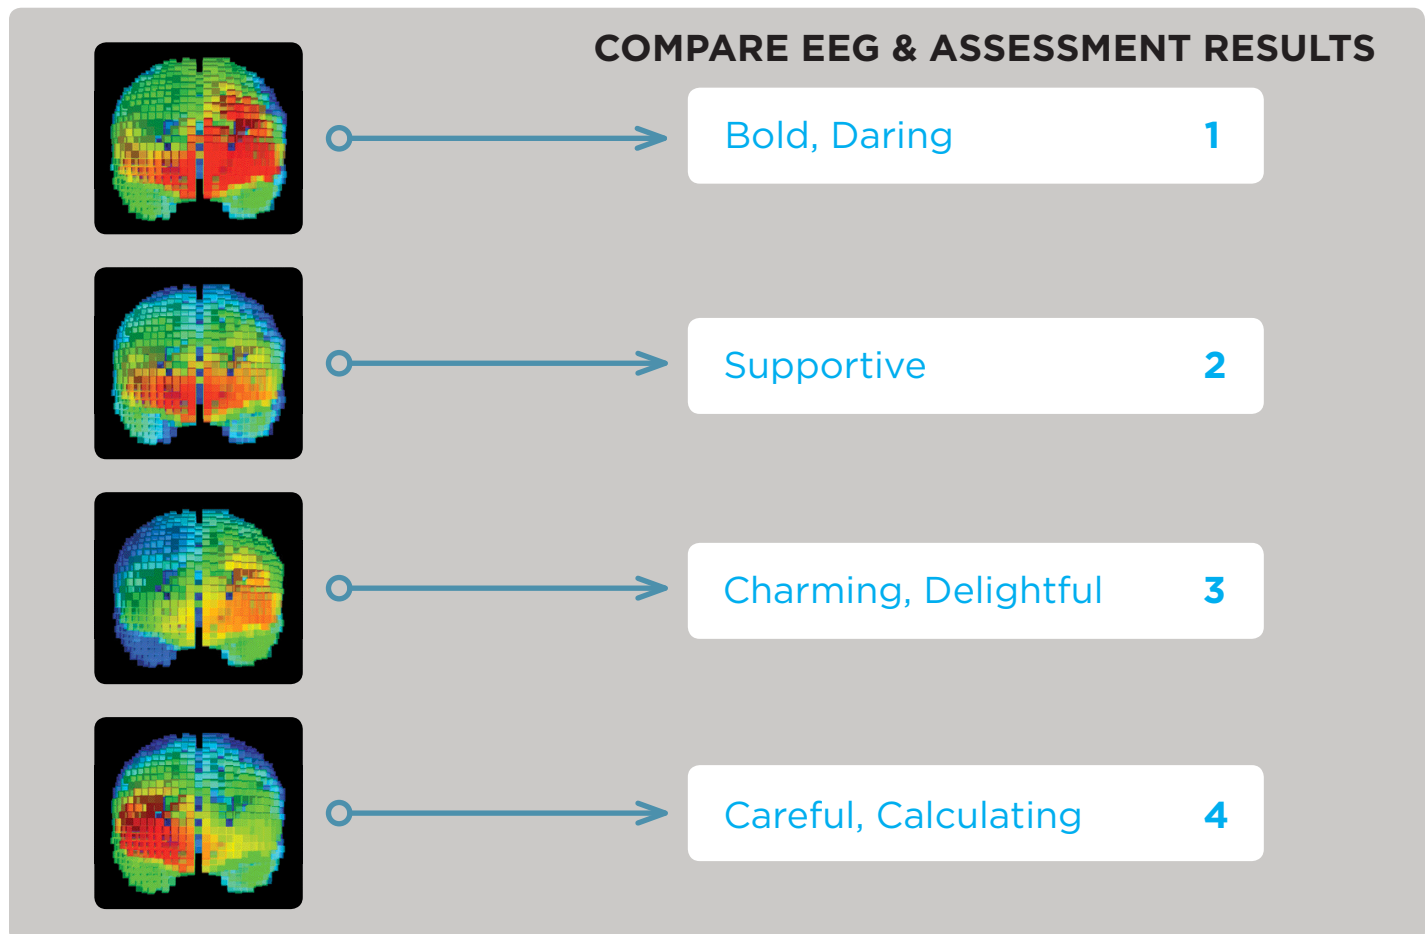 COMPARE EEG & ASSESSMENT RESULTS
Bold, Daring 1
Supportive 2
Charming, Delightful 3
Careful, Calculating 4